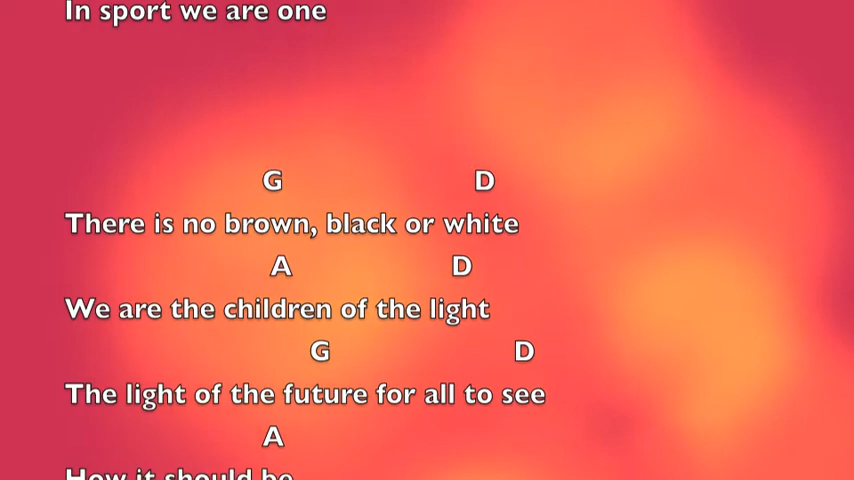 In sport we are one
G D
There is no brown, black or white
A D
We are the children of the light
G D
The light of the future for all to see
A
How it should be